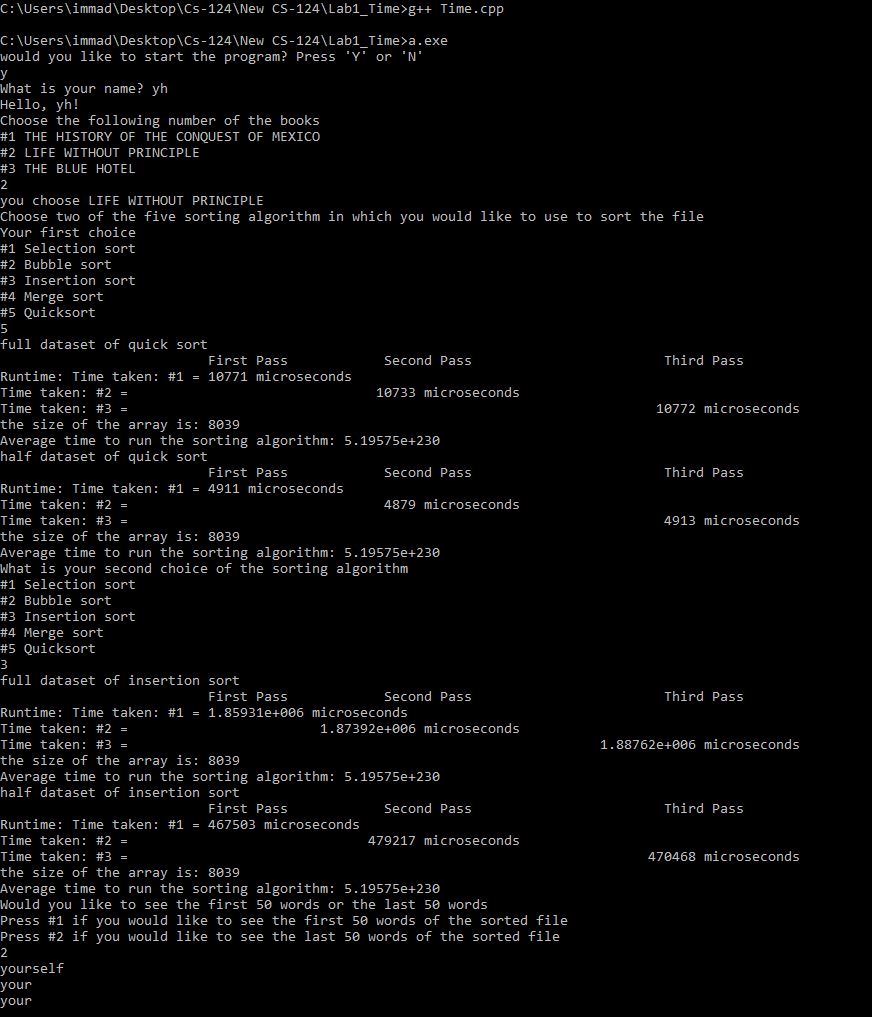 C:\Users\immad\Desktop\Cs-124\New CS-124\Lab1_Time>g++ Time.cpp
C:\Users\immad\Desktop\Cs-124\New CS-124\Lab1_Time>a.exe
would you like to start the program? Press 'Y' or 'N'
y
What is your name? yh
Hello, yh!
Choose the following number of the books
#1 THE HISTORY OF THE CONQUEST OF MEXICO
#2 LIFE WITHOUT PRINCIPLE
#3 THE BLUE HOTEL
2
you choose LIFE WITHOUT PRINCIPLE
Choose two of the five sorting algorithm in which you would like to use to sort the file
Your first choice
#1 Selection sort
#2 Bubble sort
#3 Insertion sort
#4 Merge sort
#5 Quicksort
5
full dataset of quick sort
First Pass Second Pass Third Pass
Runtime: Time taken: #1 = 10771 microseconds
Time taken: #2 = 10733 microseconds
Time taken: #3 = 10772 microseconds
the size of the array is: 8039
Average time to run the sorting algorithm: 5.19575e+230
half dataset of quick sort
First Pass Second Pass Third Pass
Runtime: Time taken: #1 = 4911 microseconds
Time taken: #2 = 4879 microseconds
Time taken: #3 = 4913 microseconds
the size of the array is: 8039
Average time to run the sorting algorithm: 5.19575e+230
What is your second choice of the sorting algorithm
#1 Selection sort
#2 Bubble sort
#3 Insertion sort
#4 Merge sort
#5 Quicksort
3
full dataset of insertion sort
First Pass Second Pass Third Pass
Runtime: Time taken: #1 = 1.85931e+006 microseconds
Time taken: #2 = 1.87392e+006 microseconds
Time taken: #3 = 1.88762e+006 microseconds
the size of the array is: 8039
Average time to run the sorting algorithm: 5.19575e+230
half dataset of insertion sort
First Pass Second Pass Third Pass
Runtime: Time taken: #1 = 467503 microseconds
Time taken: #2 = 479217 microseconds
Time taken: #3 = 470468 microseconds
the size of the array is: 8039
Average time to run the sorting algorithm: 5.19575e+230
Would you like to see the first 50 words or the last 50 words
Press #1 if you would like to see the first 50 words of the sorted file
Press #2 if you would like to see the last 50 words of the sorted file
2
yourself
your
your